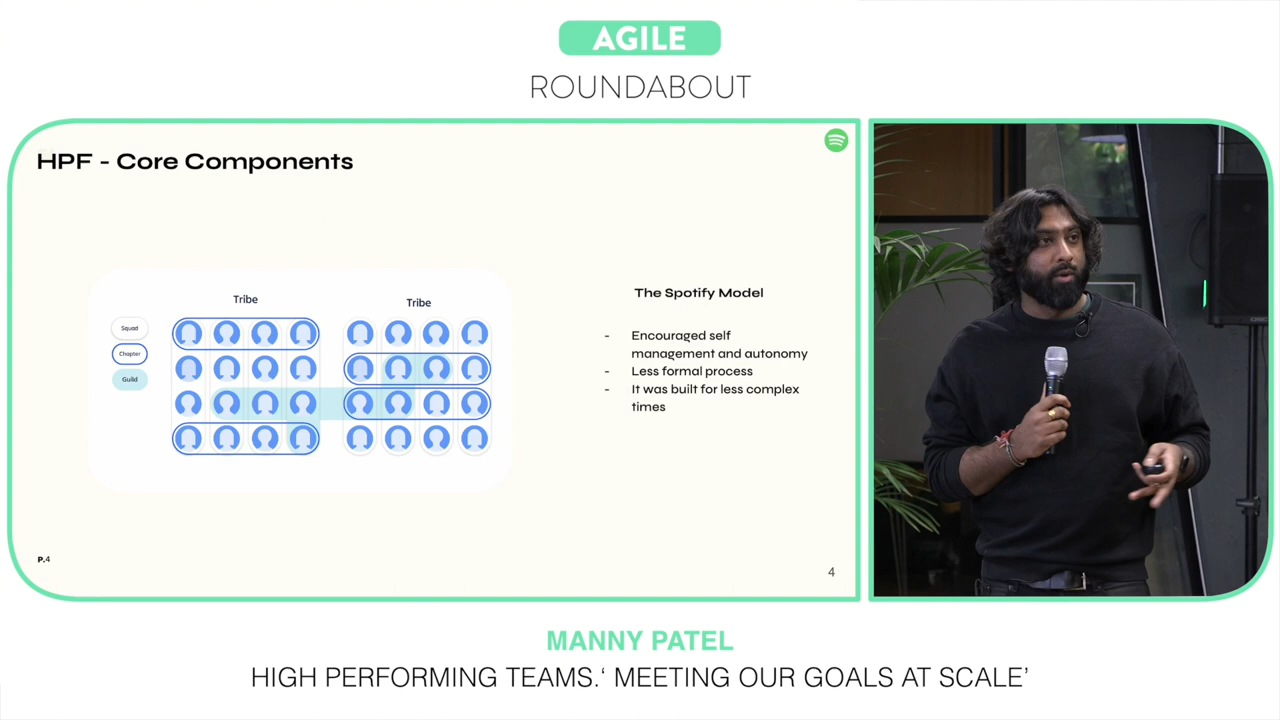 AGILE
ROUNDABOUT
HPF - Core Components
Tribe
Tribe
Squad
Chapter
Guild
The Spotify Model
- Encouraged self
management and autonomy
- Less formal process
- It was built for less complex
times
P.4
4
MANNY PATEL
HIGH PERFORMING TEAMS.‘ MEETING OUR GOALS AT SCALE’